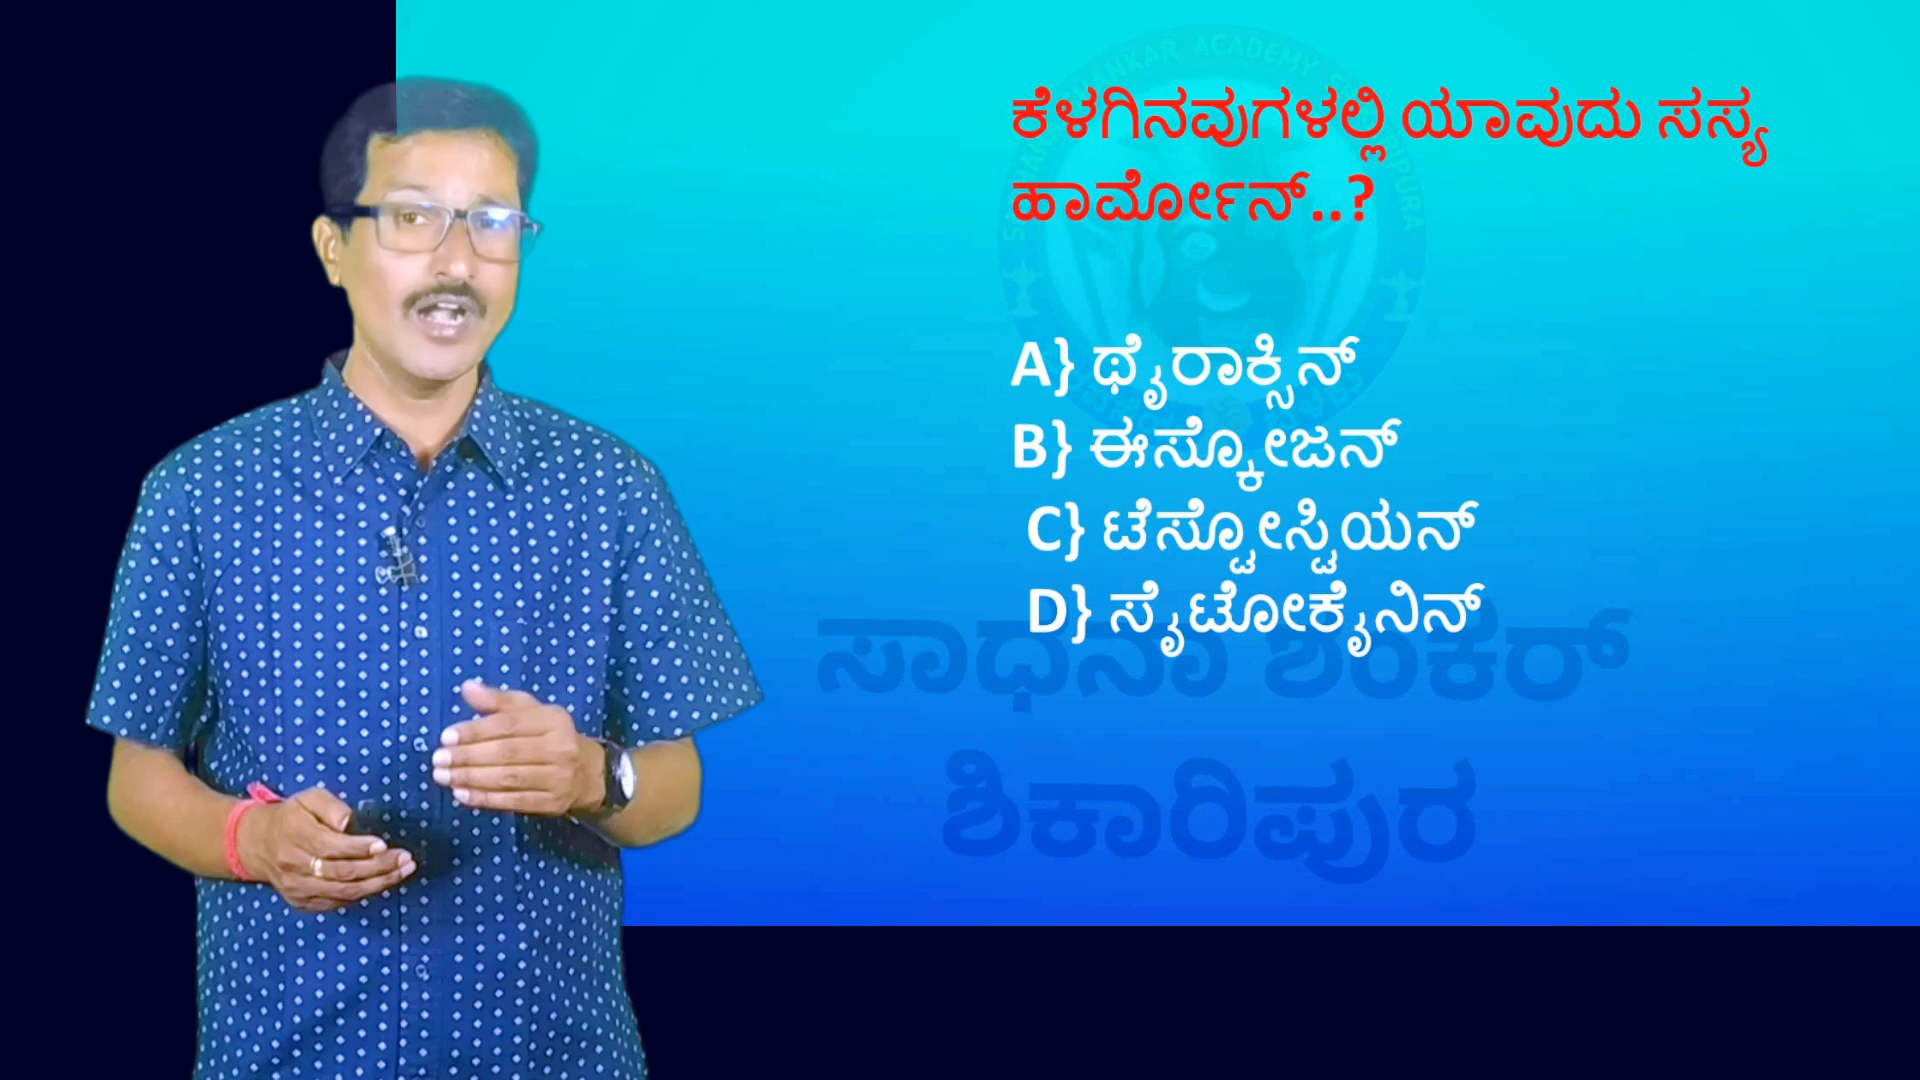 ಕೆಳಗಿನವುಗಳಲ್ಲಿ ಯಾವುದು ಸಸ್ಯ
ಹಾರ್ಮೋನ್..?
A} ಥೈರಾಕ್ಸಿನ್
B} ಈಸ್ಕೋಜನ್
C} ಟೆಸ್ಟೋಸ್ಟಿಯನ್
D} ಸೈಟೋಕೈನಿನ್
ಸಾಧನಾ ಶಂಕರ್
ಶಿಕಾರಿಪುರ